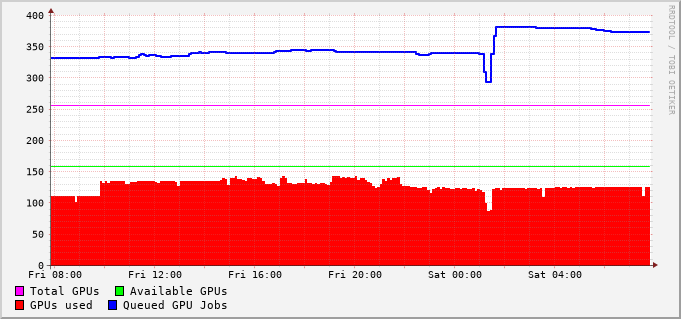 400
350
300
250
200
150
100
50
0
Fri 08:00 Fri 12:00 Fri 16:00 Fri 20:00 Sat 00:00 Sat 04:00
Total GPUs Available GPUs
GPUs used Queued GPU Jobs
RRDTOOL / TOBI OETIKER